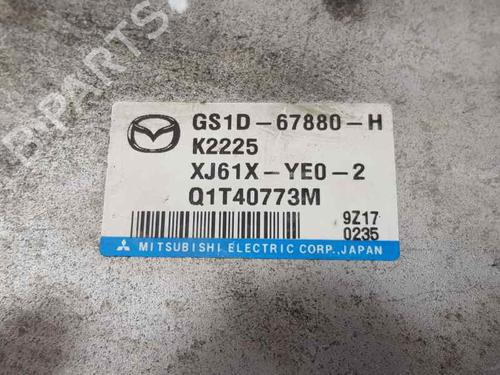 GS1D-67880-H
K2225
XJ61X-YE0-2
Q1T40773M
9Z17
0235
MITSUBISHI ELECTRIC CORP., JAPAN